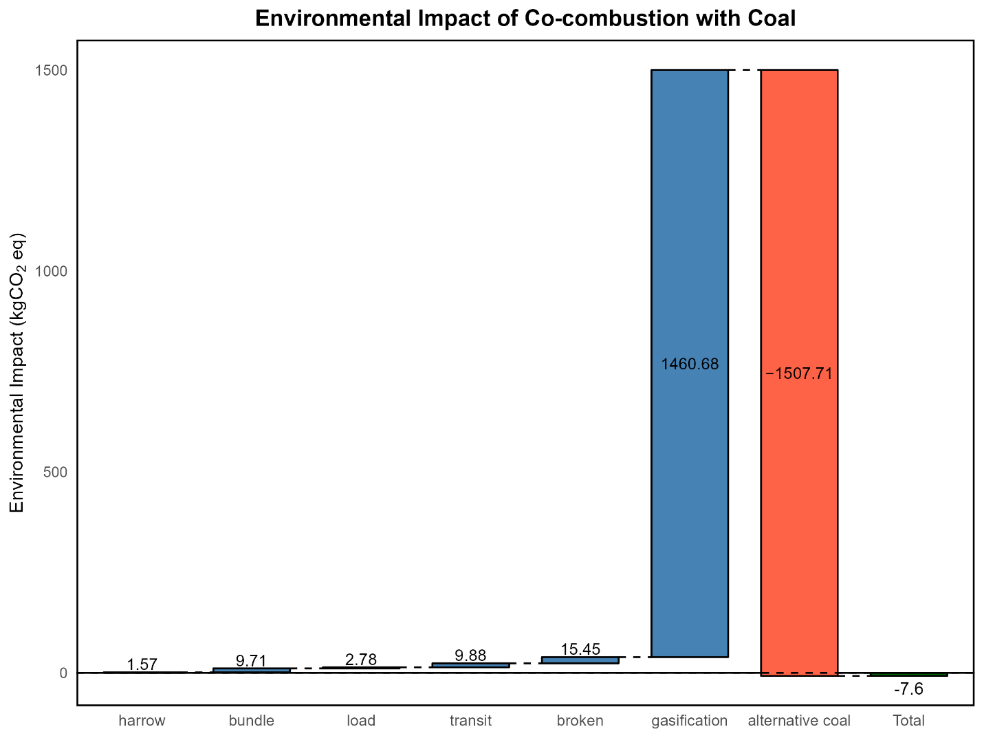 Environmental Impact of Co-combustion with Coal
Environmental Impact (kgCO₂ eq)
1500
1000
500
0
1.57
9.71
2.78
9.88
15.45
1460.68
−1507.71
-7.6
harrow
bundle
load
transit
broken
gasification
alternative coal
Total